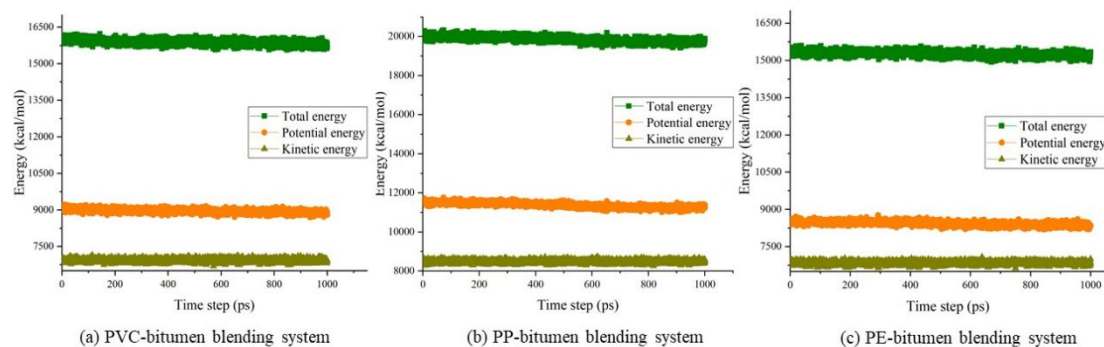 16500
15000
13500
12000
10500
9000
7500
Energy (kcal/mol)
Total energy
Potential energy
Kinetic energy
0 200 400 600 800 1000
Time step (ps)
(a) PVC-bitumen blending system
20000
18000
16000
14000
12000
10000
8000
Energy (kcal/mol)
Total energy
Potential energy
Kinetic energy
0 200 400 600 800 1000
Time step (ps)
(b) PP-bitumen blending system
16500
15000
13500
12000
10500
9000
7500
Energy (kcal/mol)
Total energy
Potential energy
Kinetic energy
0 200 400 600 800 1000
Time step (ps)
(c) PE-bitumen blending system